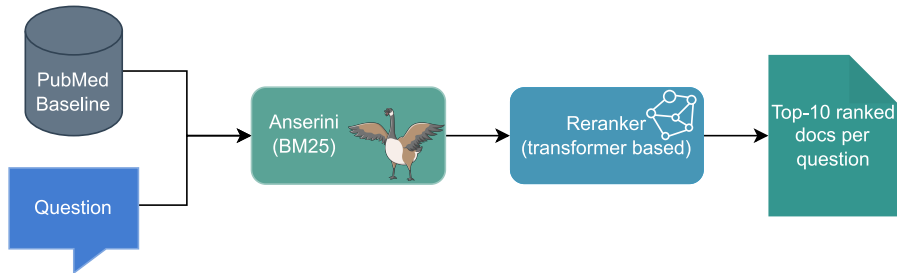 PubMed
Baseline
Question
Anserini
(BM25)
Reranker
(transformer based)
Top-10 ranked
docs per
question